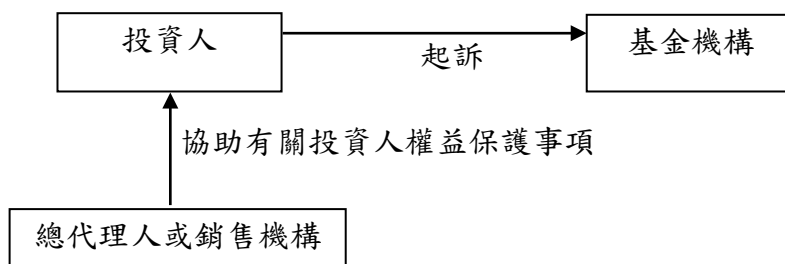 投資人
起訴
基金機構
協助有關投資人權益保護事項
總代理人或銷售機構